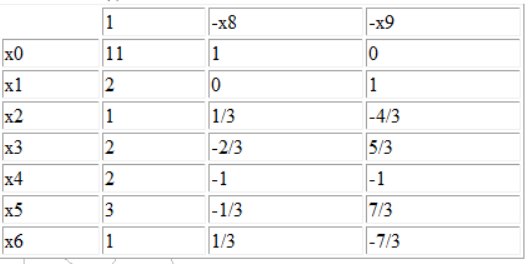 1 -x8 -x9
x0 11 1 0
x1 2 0 1
x2 1 1/3 -4/3
x3 2 -2/3 5/3
x4 2 -1 -1
x5 3 -1/3 7/3
x6 1 1/3 -7/3